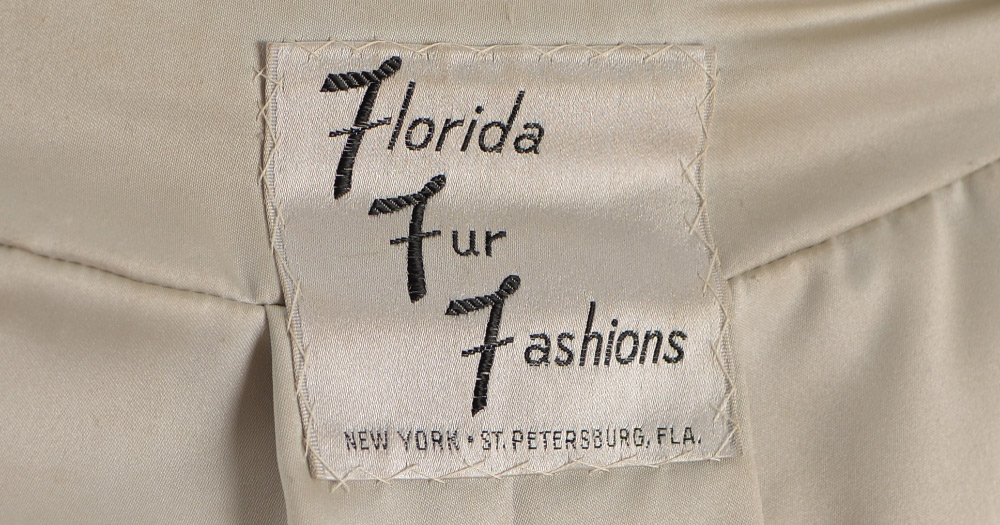 Florida
Fur
Fashions
NEW YORK • ST. PETERSBURG, FLA.